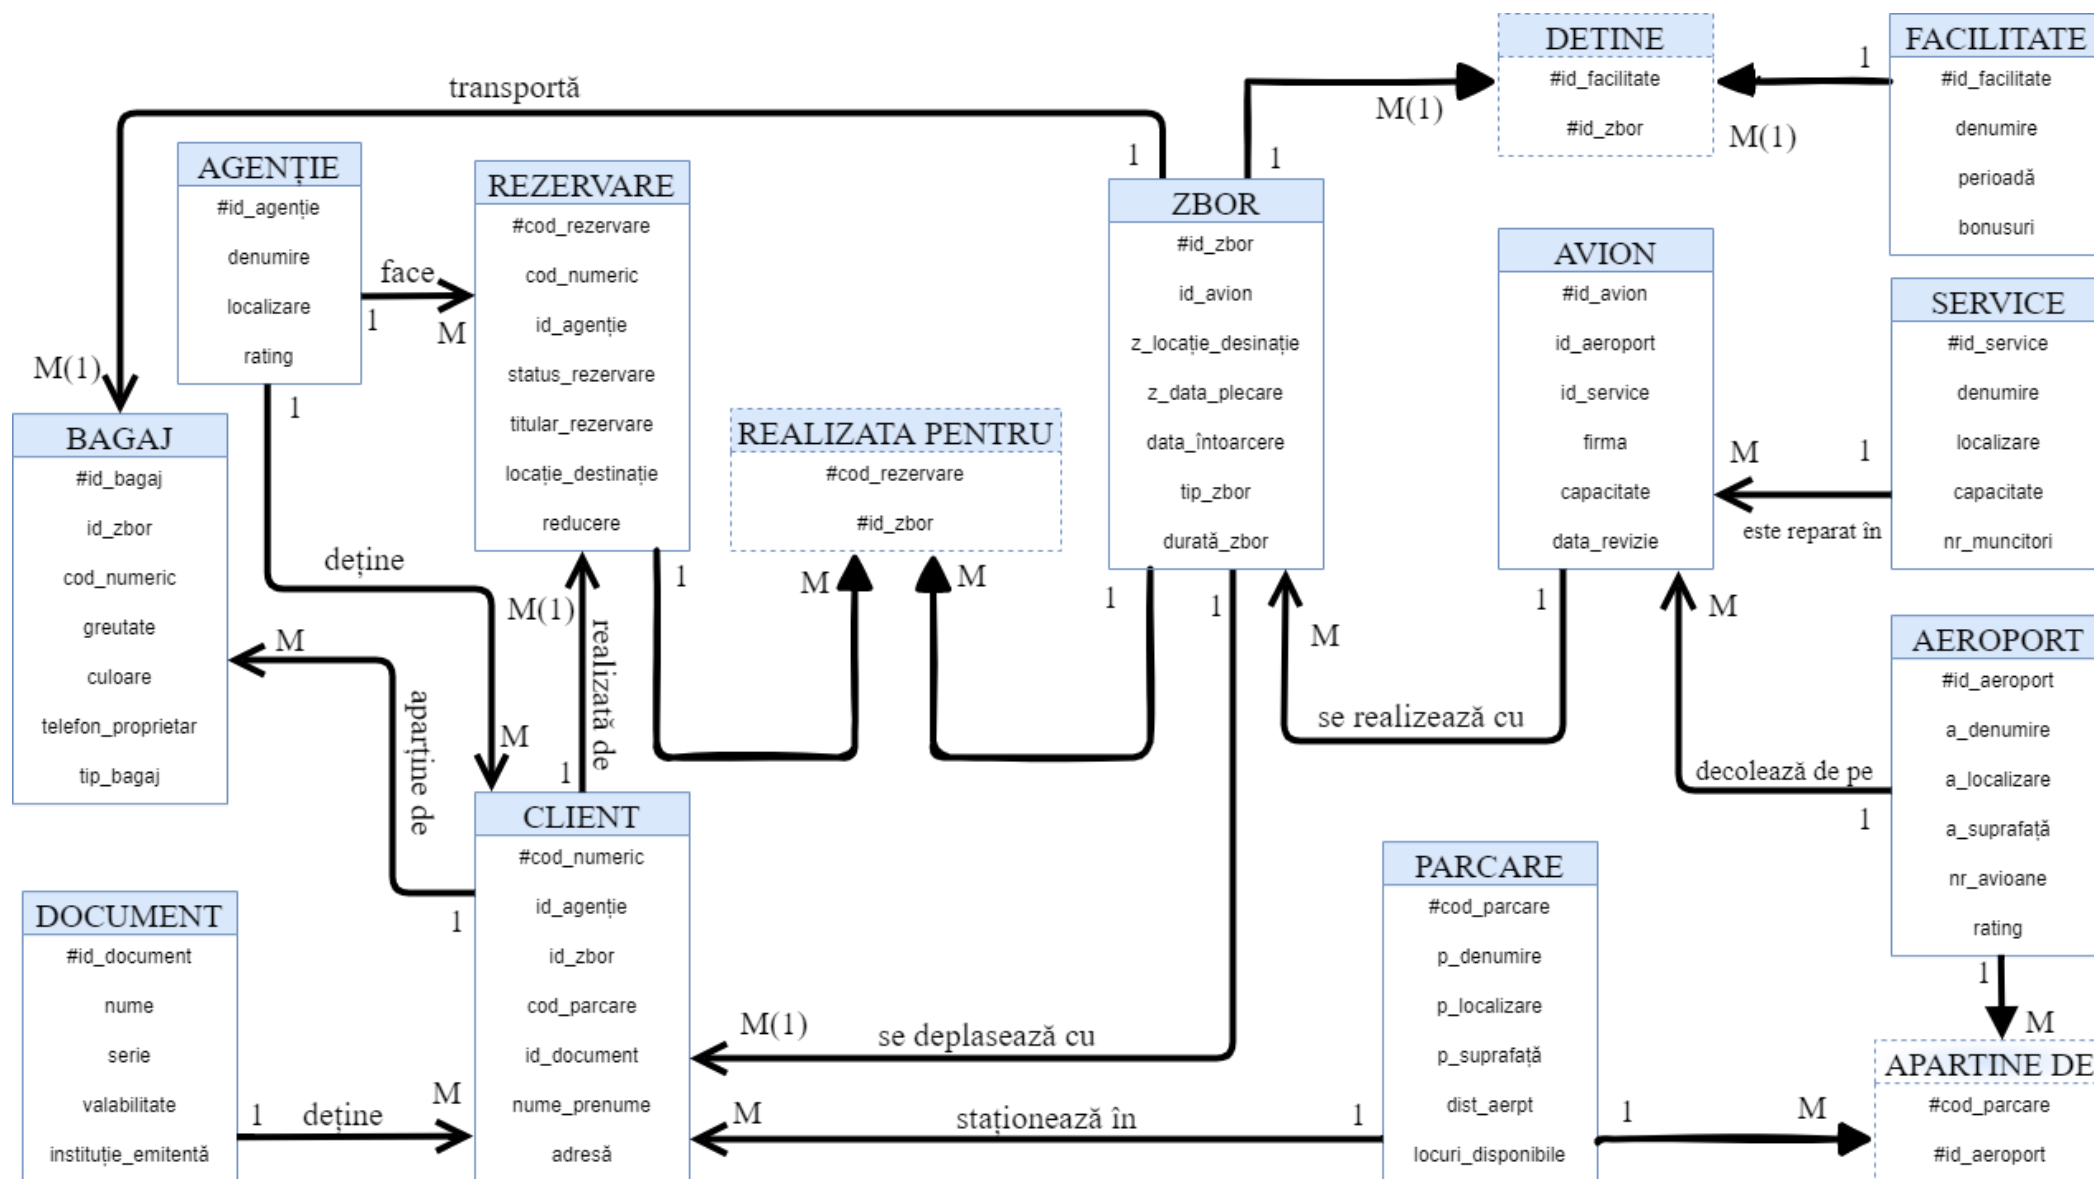 transportă
DETINE
#id_facilitate
#id_zbor
M(1)
1
M(1)
1
FACILITATE
#id_facilitate
denumire
perioadă
bonusuri
AGENȚIE
#id_agenție
denumire
localizare
rating
1
face
M
1
REZERVARE
#cod_rezervare
cod_numeric
id_agenție
status_rezervare
titular_rezervare
locație_destinație
reducere
1
ZBOR
#id_zbor
id_avion
z_locație_desinație
z_data_plecare
data_întoarcere
tip_zbor
durată_zbor
AVION
#id_avion
id_aeroport
id_service
firma
capacitate
data_revizie
SERVICE
#id_service
denumire
localizare
capacitate
nr_muncitori
M
1
este reparat în
M(1)
BAGAJ
#id_bagaj
id_zbor
cod_numeric
greutate
culoare
telefon_proprietar
tip_bagaj
REALIZATA PENTRU
#cod_rezervare
#id_zbor
deține
M(1)
1
M
M
1
1
M
1
M
realizată de
M
M
1
aparține de
1
se realizează cu
decolează de pe
1
AEROPORT
#id_aeroport
a_denumire
a_localizare
a_suprafață
nr_avioane
rating
1
M
CLIENT
#cod_numeric
id_agenție
id_zbor
cod_parcare
id_document
nume_prenume
adresă
DOCUMENT
#id_document
nume
serie
valabilitate
instituție_emitentă
1
deține
M
M(1)
se deplasează cu
M
staționează în
1
PARCARE
#cod_parcare
p_denumire
p_localizare
p_suprafață
dist_aerpt
locuri_disponibile
1
M
APARTINE DE
#cod_parcare
#id_aeroport